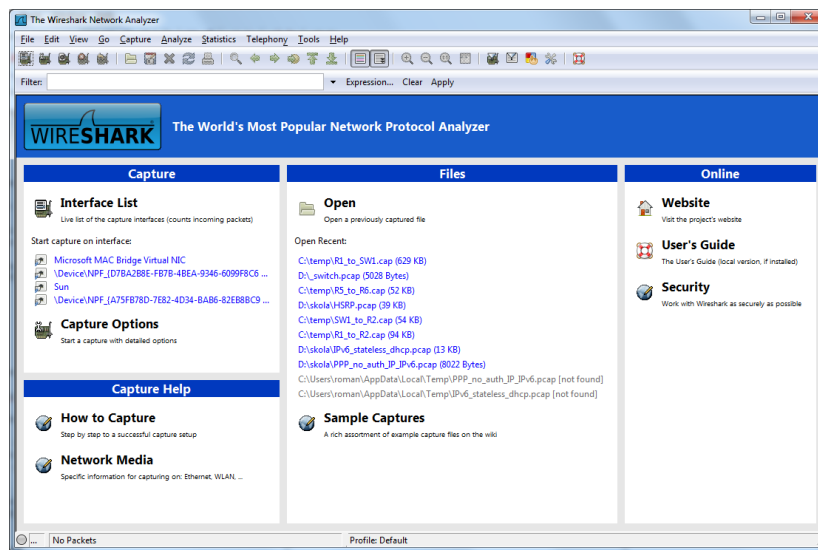 The Wireshark Network Analyzer
File Edit View Go Capture Analyze Statistics Telephony Tools Help
Filter: Expression... Clear Apply
WIRESHARK The World's Most Popular Network Protocol Analyzer
Capture
Interface List
Live list of the capture interfaces (counts incoming packets)
Start capture on interface:
Microsoft MAC Bridge Virtual NIC
\Device\NPF_{D7BA2B8E-FB7B-4BEA-9346-6099F8C6 ...
Sun
\Device\NPF_{A75FB78D-7E82-4D34-BAB6-82EB8BC9 ...
Capture Options
Start a capture with detailed options
Capture Help
How to Capture
Step by step to a successful capture setup
Network Media
Specific information for capturing on: Ethernet, WLAN, ...
Files
Open
Open a previously captured file
Open Recent:
C:\temp\R1_to_SW1.cap (629 KB)
D:\_switch.pcap (5028 Bytes)
C:\temp\R5_to_R6.cap (52 KB)
D:\skola\HSRP.pcap (39 KB)
C:\temp\SW1_to_R2.cap (54 KB)
C:\temp\R1_to_R2.cap (94 KB)
D:\skola\IPv6_stateless_dhcp.pcap (13 KB)
D:\skola\PPP_no_auth_IP_IPv6.pcap (8022 Bytes)
C:\Users\roman\AppData\Local\Temp\PPP_no_auth_IP_IPv6.pcap [not found]
C:\Users\roman\AppData\Local\Temp\IPv6_stateless_dhcp.pcap [not found]
Sample Captures
A rich assortment of example capture files on the wiki
Online
Website
Visit the project's website
User's Guide
The User's Guide (local version, if installed)
Security
Work with Wireshark as securely as possible
... No Packets Profile: Default